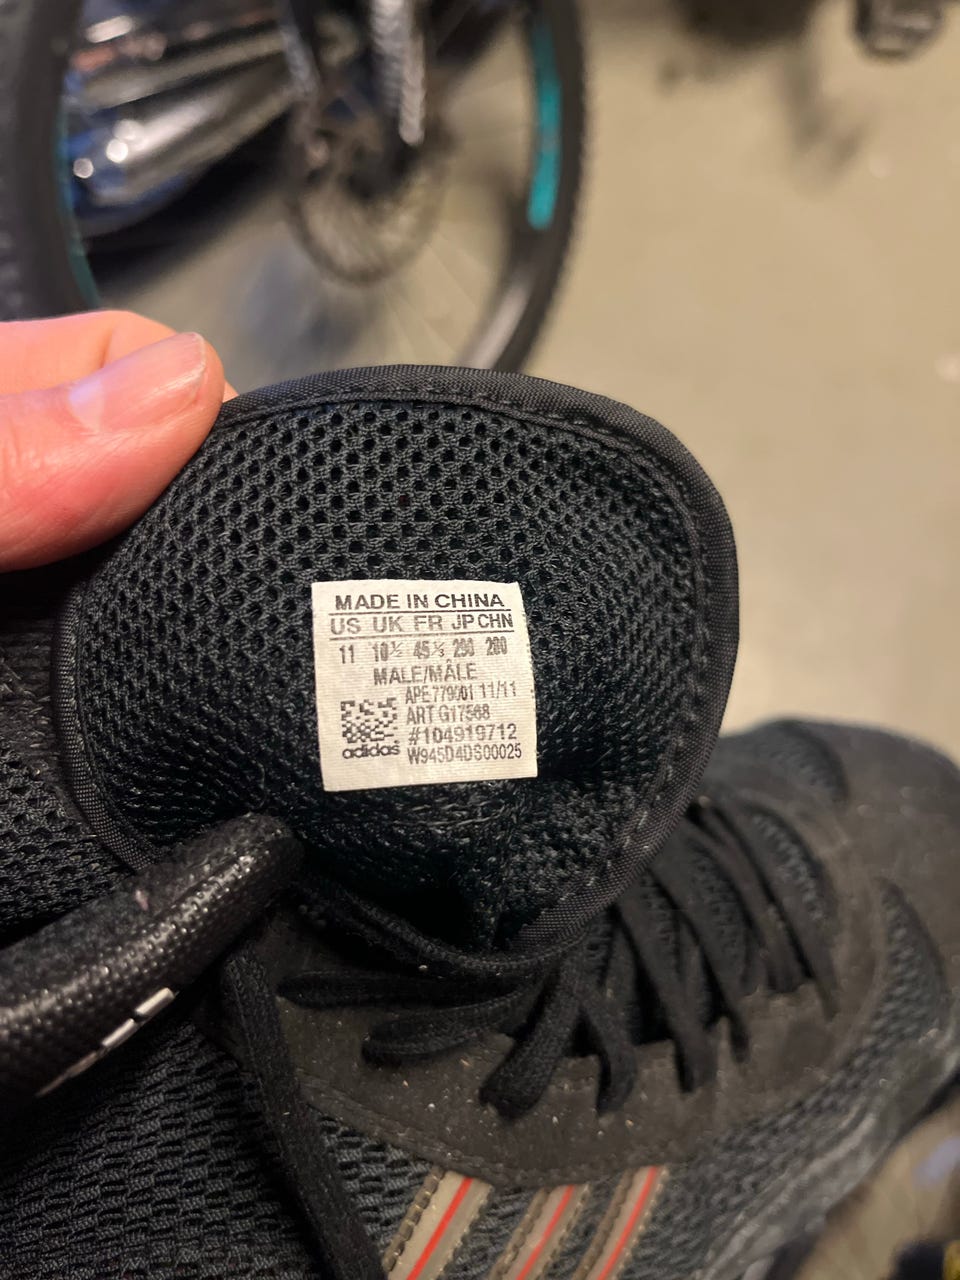 MADE IN CHINA
US UK FR JP CHN
11 10½ 45⅓ 290 280
MALE/MÂLE
APE 779001 11/11
ART G17568
#104919712
adidas W945D4DS00025